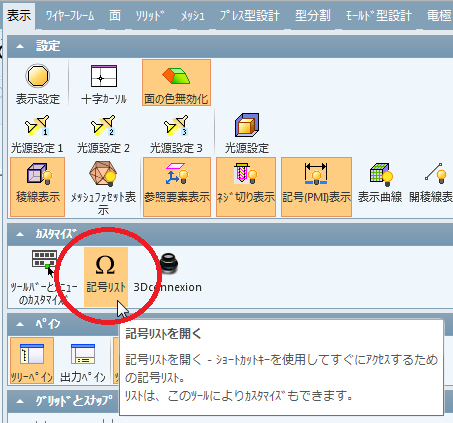 表示 ﾜｲﾔｰﾌﾚｰﾑ 面 ｿﾘｯﾄﾞ ﾒｯｼｭ ﾌﾟﾚｽ型設計 型分割 ﾓｰﾙﾄﾞ型設計 電極
設定
表示設定 十字ｶｰｿﾙ 面の色無効化
光源設定 1 光源設定 2 光源設定 3 光源設定
稜線表示 ﾒｯｼｭﾌｧｾｯﾄ表示 参照要素表示 ﾈｼﾞ切り表示 記号(PMI)表示 表示曲線 開稜線表
ｶｽﾀﾏｲｽﾞ
ﾂｰﾙﾊﾞｰとﾒﾆｭｰのｶｽﾀﾏｲｽﾞ 記号ﾘｽﾄ 3Dconnexion
ﾍﾟｲﾝ
ﾂﾘｰﾍﾟｲﾝ 出力ﾍﾟｲﾝ
ｸﾞﾘｯﾄﾞとｽﾅｯﾌﾟ
記号ﾘｽﾄを開く
記号ﾘｽﾄを開く - ｼｮｰﾄｶｯﾄｷｰを使用してすぐにｱｸｾｽするため
の記号ﾘｽﾄ。
ﾘｽﾄは、このﾂｰﾙによりｶｽﾀﾏｲｽﾞもできます。